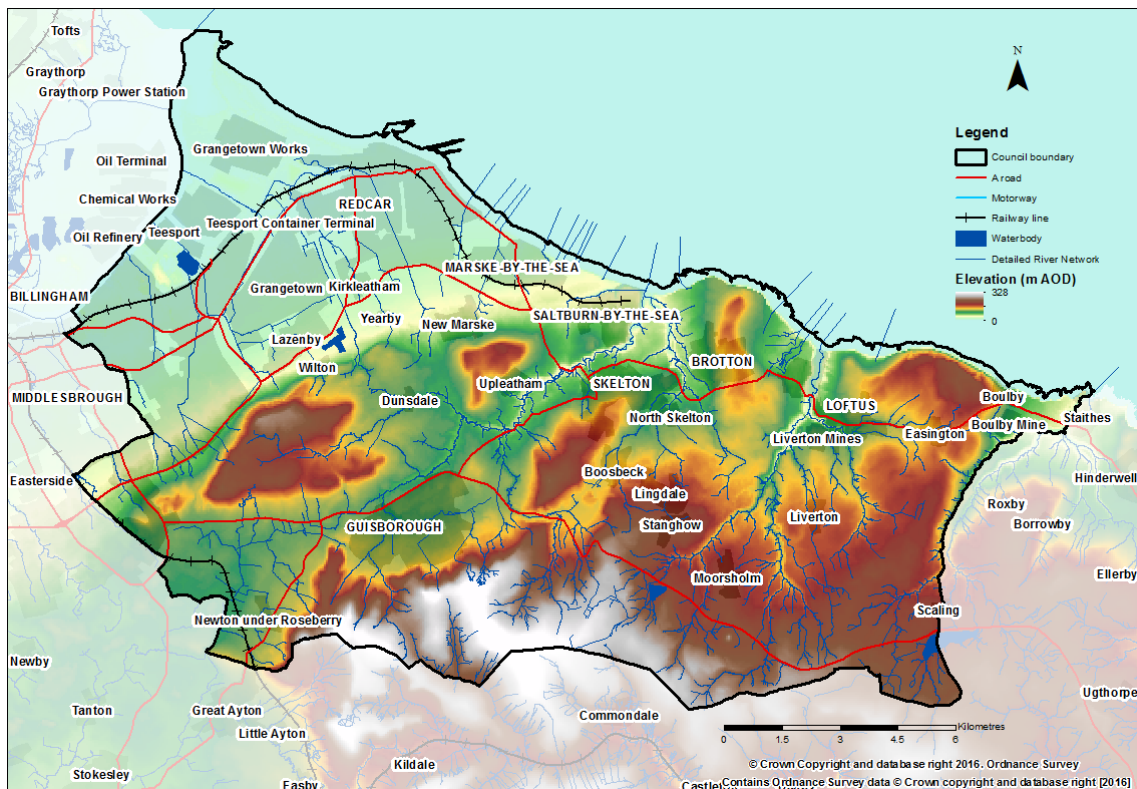 Tofts
Graythorp
Graythorp Power Station
Grangetown Works
Oil Terminal
Chemical Works
REDCAR
Teesport Container Terminal
Oil Refinery
Teesport
MARSKE-BY-THE-SEA
BILLINGHAM
Grangetown
Kirkleatham
Yearby
New Marske
SALTBURN-BY-THE-SEA
Lazenby
Wilton
BROTTON
Upleatham
SKELTON
MIDDLESBROUGH
Dunsdale
North Skelton
LOFTUS
Boulby
Staithes
Boulby Mine
Easington
Liverton Mines
Easterside
Boosbeck
Hinderwell
Lingdale
Roxby
Stanghow
Liverton
Borrowby
GUISBOROUGH
Moorsholm
Ellerby
Scaling
Newton under Roseberry
Newby
Ugthorpe
Tanton
Great Ayton
Commondale
Little Ayton
Kildale
Stokesley
Easby
N
Legend
Council boundary
A road
Motorway
Railway line
Waterbody
Detailed River Network
Elevation (m AOD)
328
0
Kilometres
0 1.5 3 4.5 6
© Crown Copyright and database right 2016. Ordnance Survey
Contains Ordnance Survey data © Crown copyright and database right [2016]